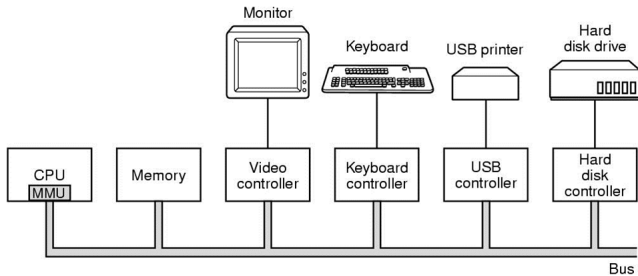 Monitor
Keyboard
USB printer
Hard
disk drive
CPU
MMU
Memory
Video
controller
Keyboard
controller
USB
controller
Hard
disk
controller
Bus